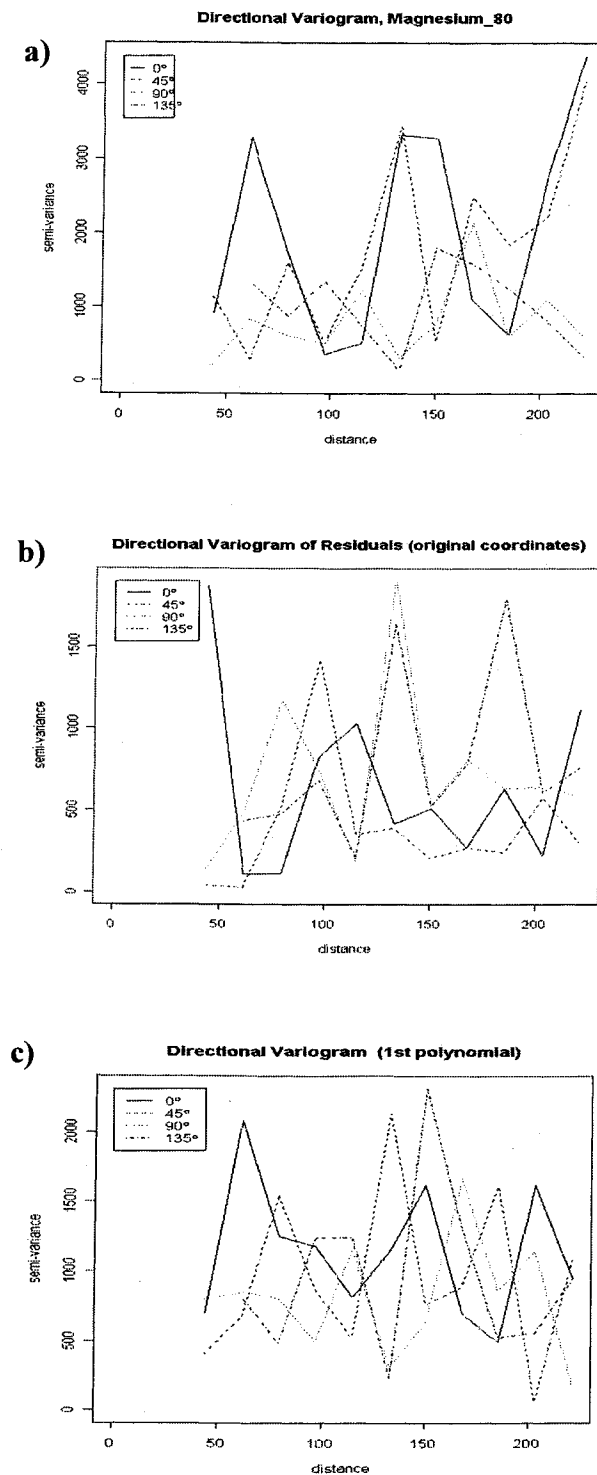 Directional Variogram, Magnesium_80
a)
0°
45°
90°
135°
4000
3000
2000
1000
0
semi-variance
0 50 100 150 200
distance
b)
Directional Variogram of Residuals (original coordinates)
0°
45°
90°
135°
1500
1000
500
0
semi-variance
0 50 100 150 200
distance
c)
Directional Variogram (1st polynomial)
0°
45°
90°
135°
2000
1500
1000
500
0
semi-variance
0 50 100 150 200
distance